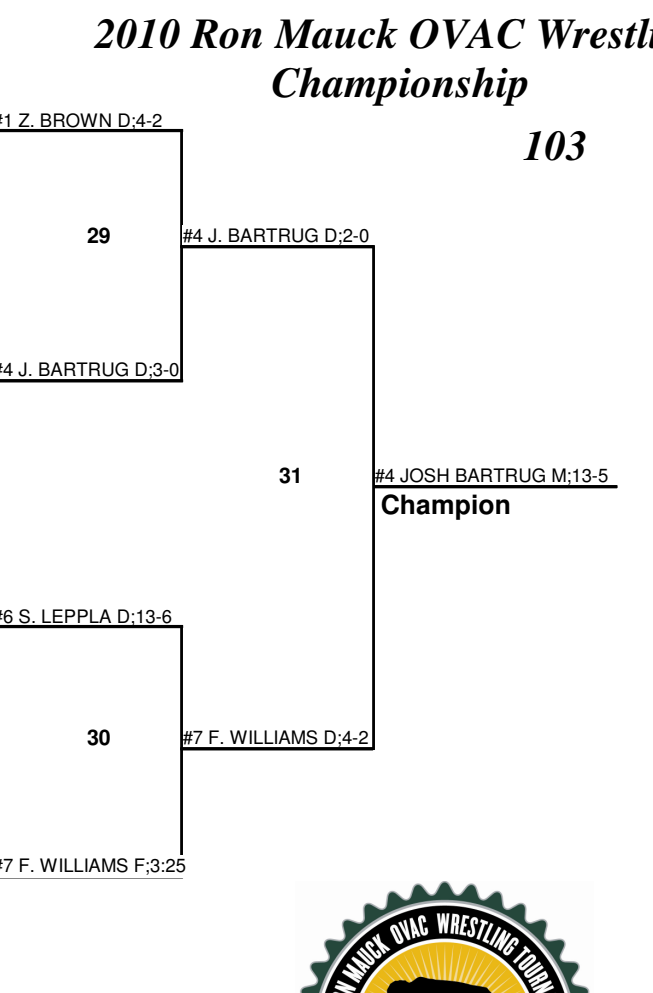 2010 Ron Mauck OVAC
Championship
103
#1 Z. BROWN D;4-2
29
#4 J. BARTRUG D;2-0
#4 J. BARTRUG D;3-0
31
#4 JOSH BARTRUG M;13-5
Champion
#6 S. LEPPLA D;13-6
30
#7 F. WILLIAMS D;4-2
#7 F. WILLIAMS F;3:25
MAUCK OVAC WRESTLING